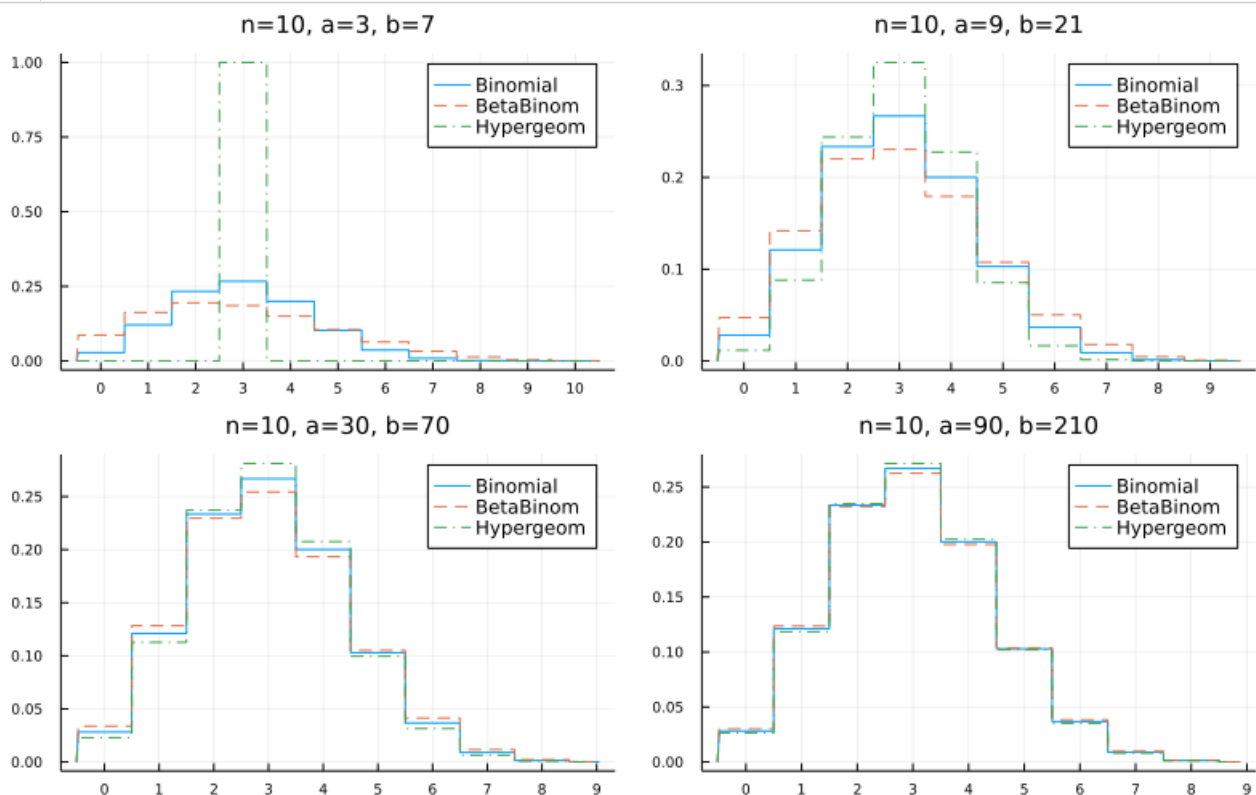 n=10, a=3, b=7
1.00
0.75
0.50
0.25
0.00
Binomial
BetaBinom
Hypergeom
0 1 2 3 4 5 6 7 8 9 10
n=10, a=9, b=21
0.3
0.2
0.1
0.0
Binomial
BetaBinom
Hypergeom
0 1 2 3 4 5 6 7 8 9
n=10, a=30, b=70
0.25
0.20
0.15
0.10
0.05
0.00
Binomial
BetaBinom
Hypergeom
0 1 2 3 4 5 6 7 8 9
n=10, a=90, b=210
0.25
0.20
0.15
0.10
0.05
0.00
Binomial
BetaBinom
Hypergeom
0 1 2 3 4 5 6 7 8 9